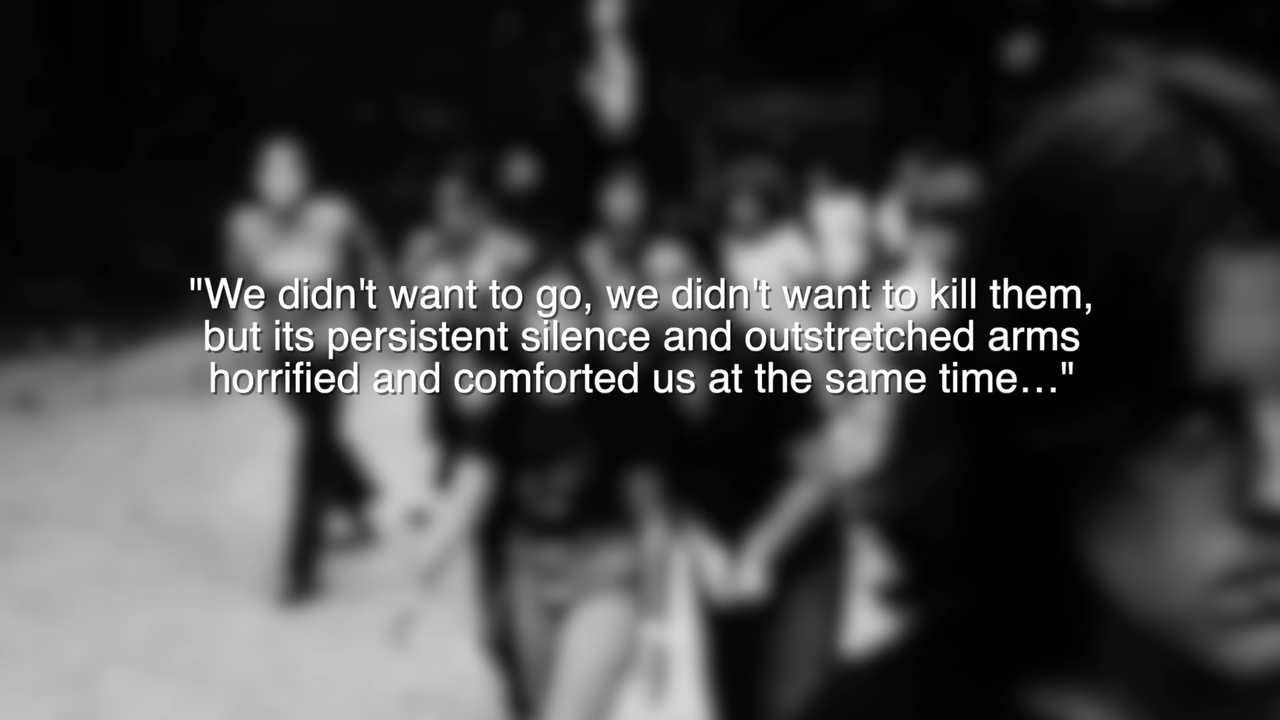 "We didn't want to go, we didn't want to kill them,
but its persistent silence and outstretched arms
horrified and comforted us at the same time…"